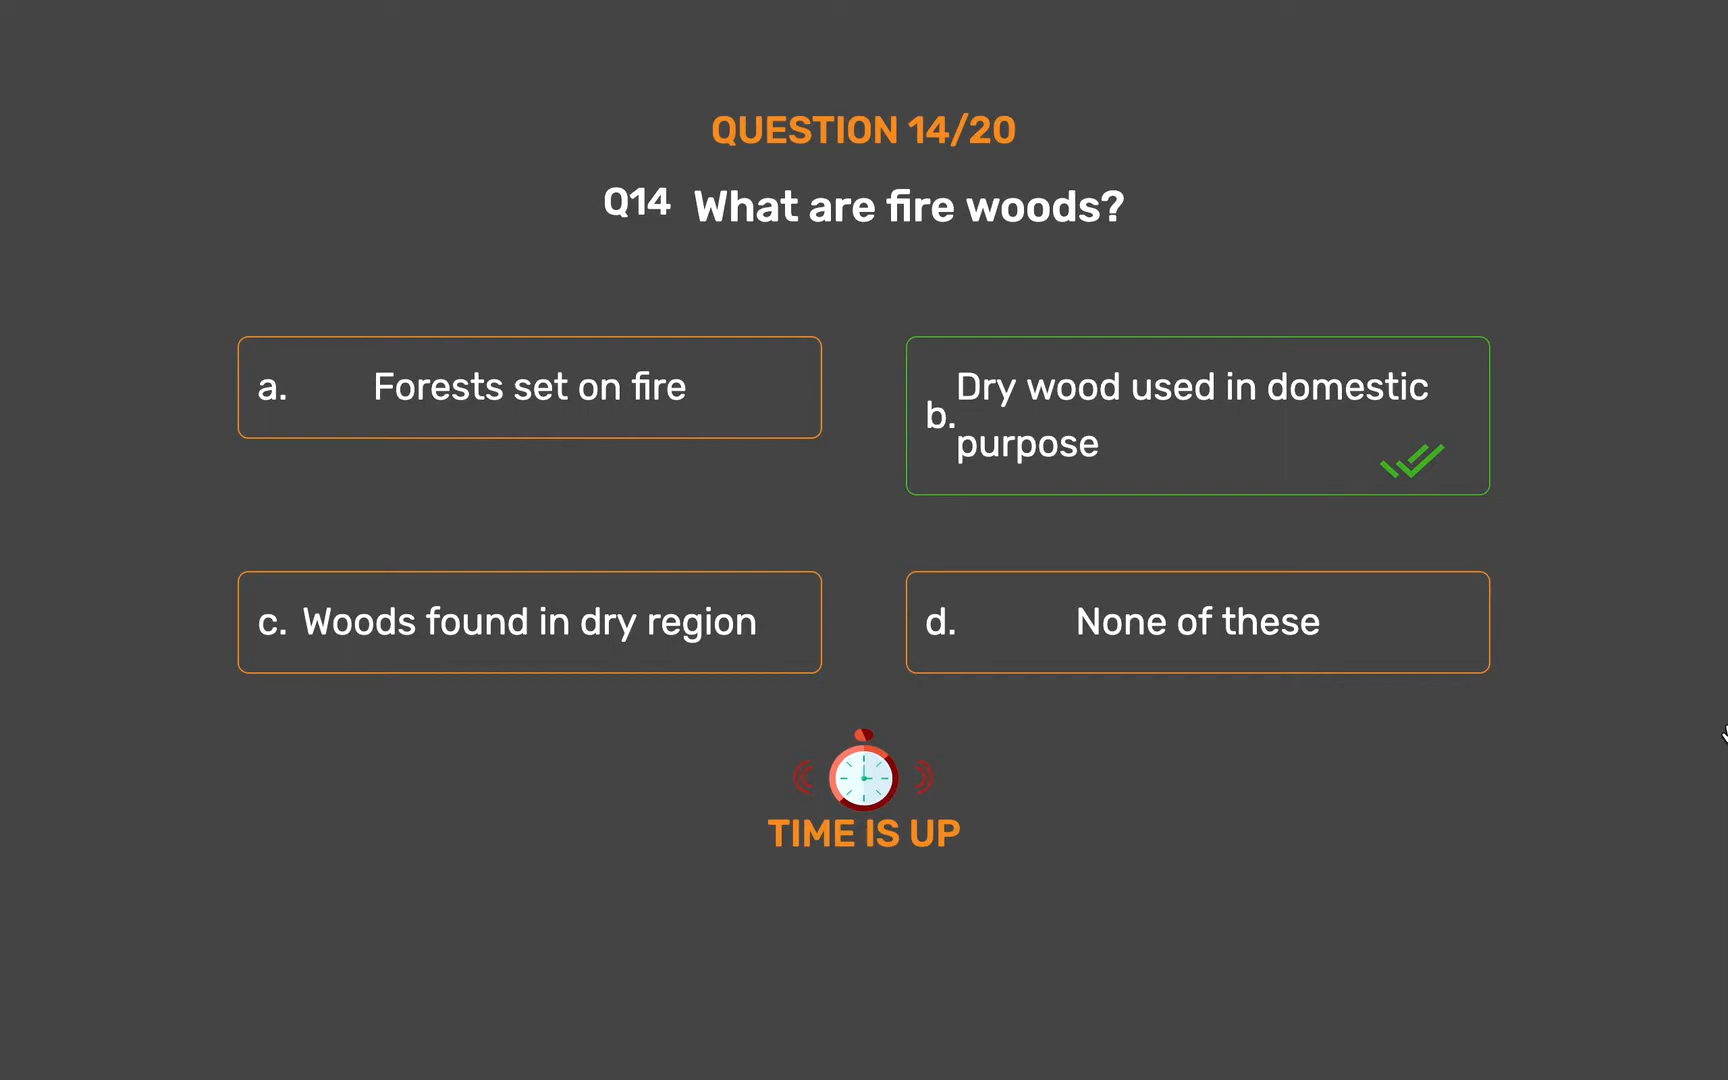 QUESTION 14/20
Q14 What are fire woods?
a. Forests set on fire
b. Dry wood used in domestic
purpose
c. Woods found in dry region
d. None of these
TIME IS UP